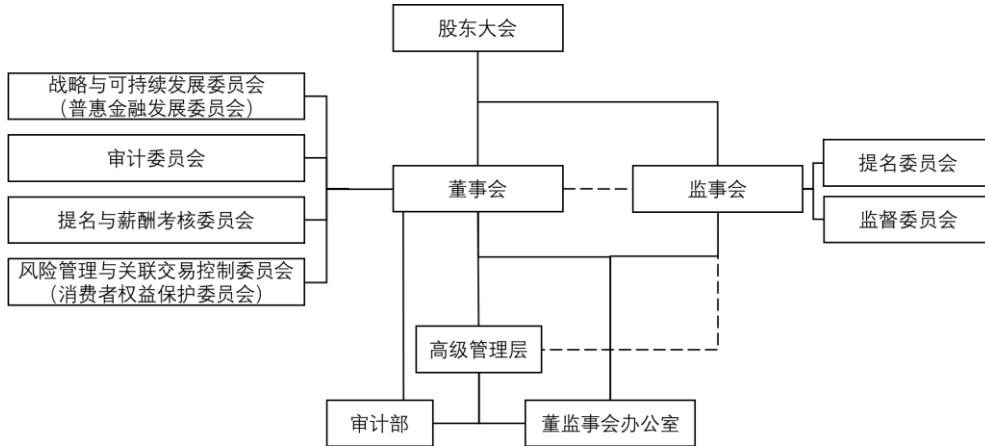 股东大会
战略与可持续发展委员会
（普惠金融发展委员会）
审计委员会
提名与薪酬考核委员会
风险管理与关联交易控制委员会
（消费者权益保护委员会）
董事会
监事会
提名委员会
监督委员会
高级管理层
审计部
董监事会办公室